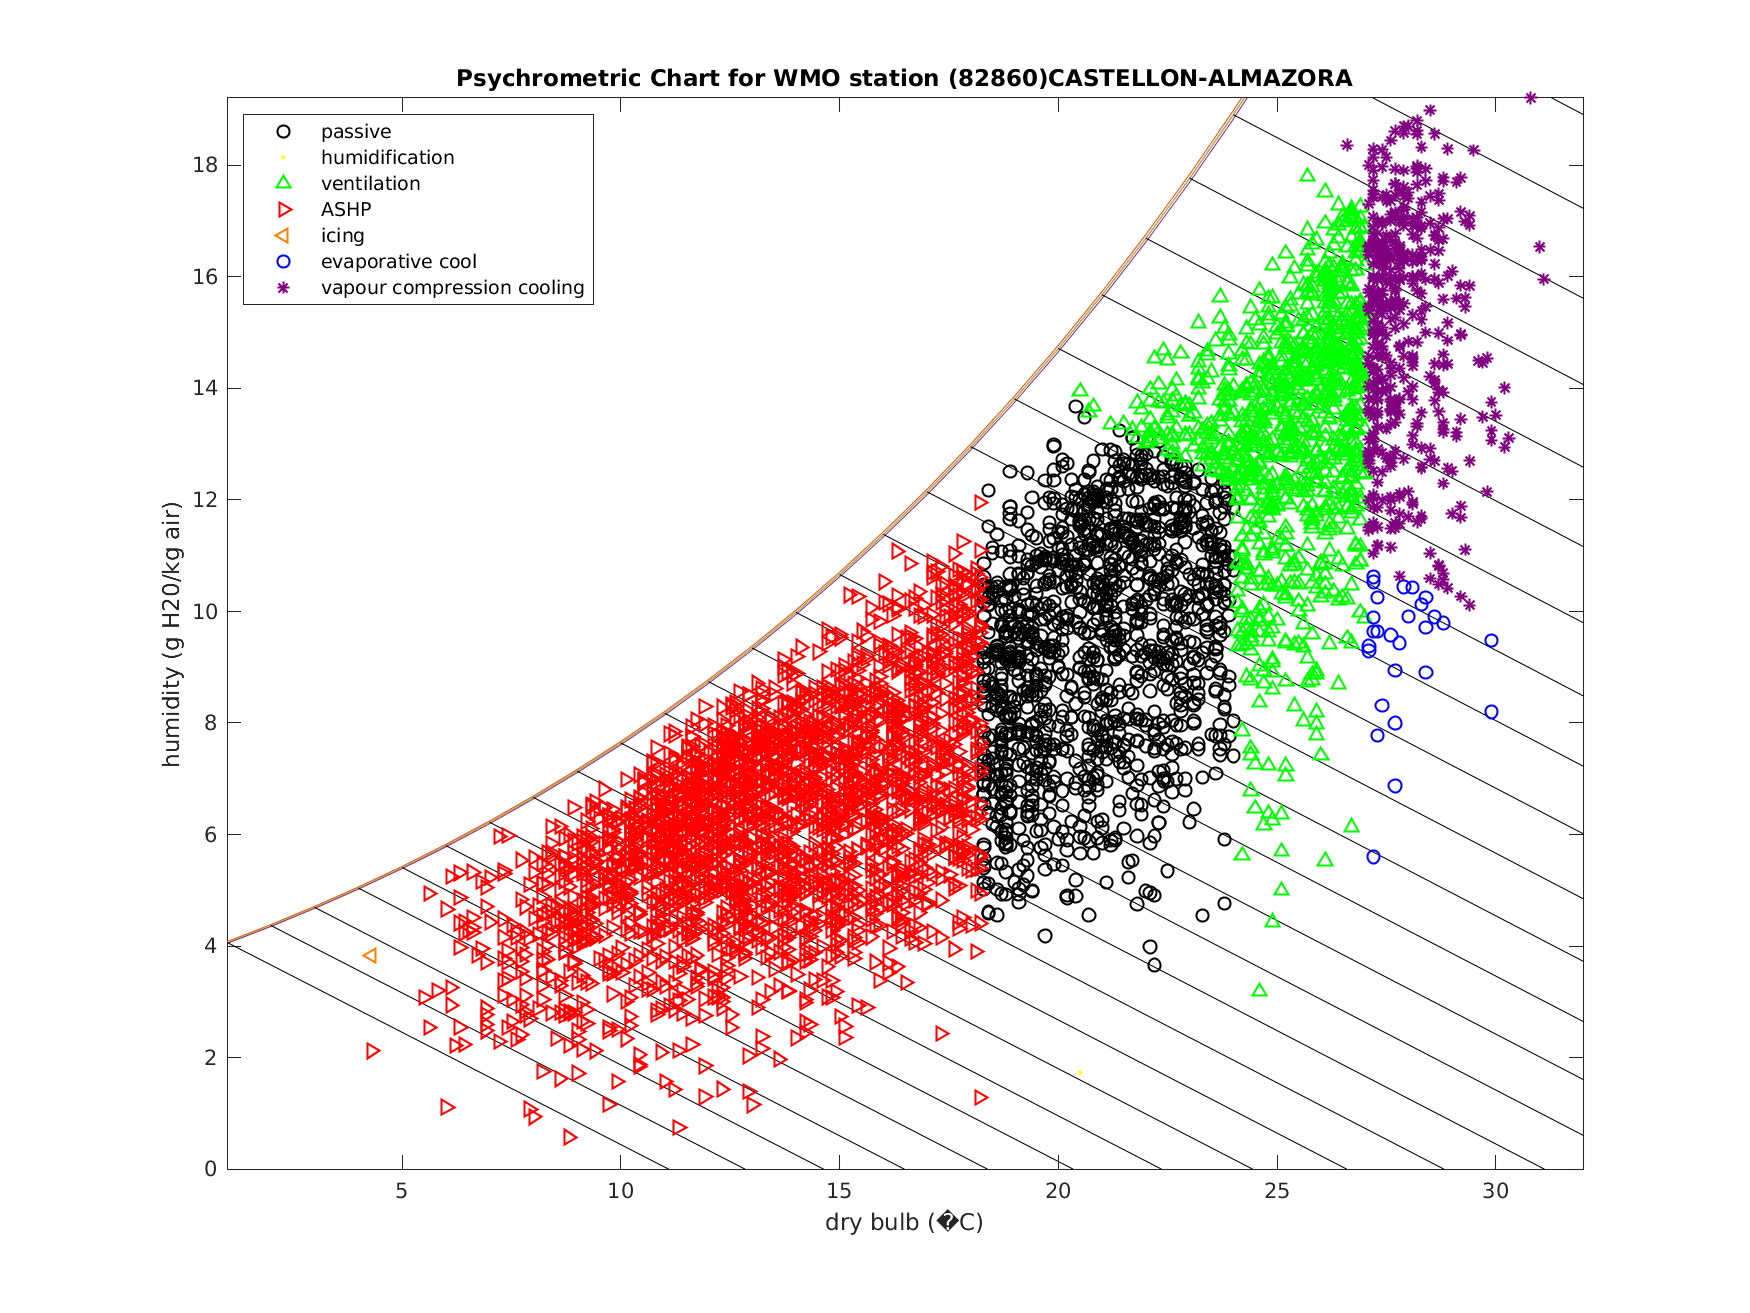 Psychrometric Chart for WMO station (82860)CASTELLON-ALMAZORA
passive
humidification
ventilation
ASHP
icing
evaporative cool
vapour compression cooling
humidity (g H20/kg air)
18
16
14
12
10
8
6
4
2
0
5
10
15
20
25
30
dry bulb (�C)